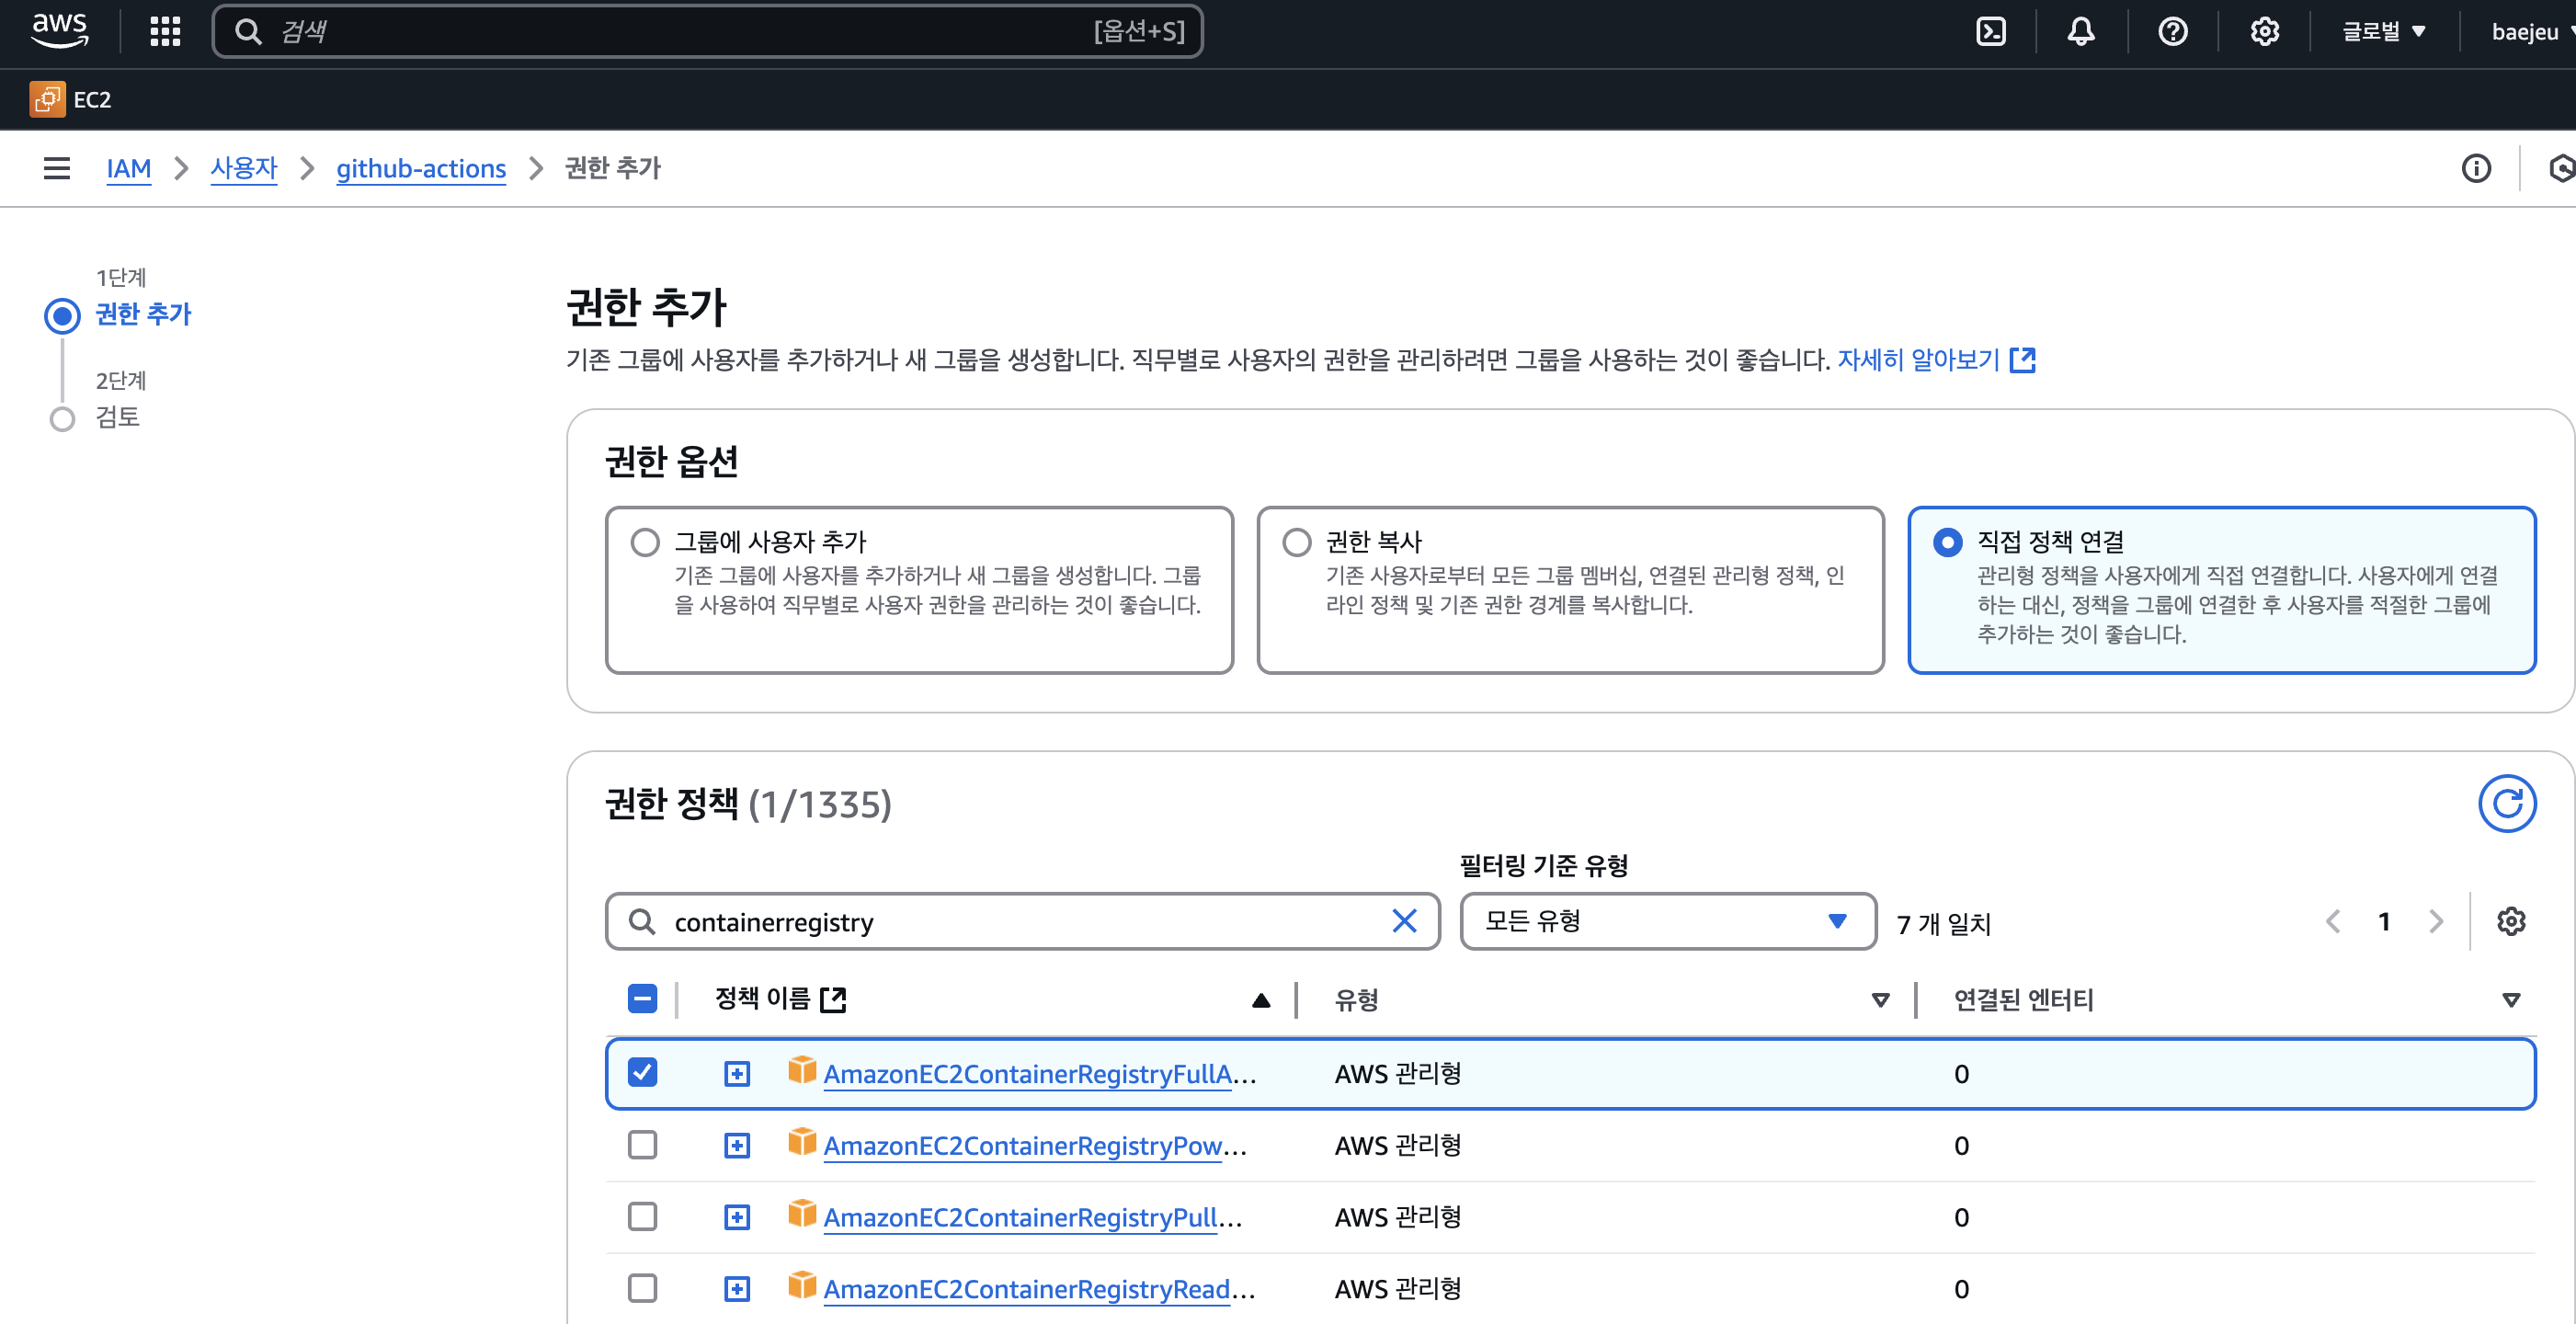 aws
검색
[옵션+S]
글로벌
baejeu
EC2
IAM
사용자
github-actions
권한 추가
1단계
권한 추가
2단계
검토
권한 추가
기존 그룹에 사용자를 추가하거나 새 그룹을 생성합니다. 직무별로 사용자의 권한을 관리하려면 그룹을 사용하는 것이 좋습니다. 자세히 알아보기
권한 옵션
그룹에 사용자 추가
기존 그룹에 사용자를 추가하거나 새 그룹을 생성합니다. 그룹
을 사용하여 직무별로 사용자 권한을 관리하는 것이 좋습니다.
권한 복사
기존 사용자로부터 모든 그룹 멤버십, 연결된 관리형 정책, 인
라인 정책 및 기존 권한 경계를 복사합니다.
직접 정책 연결
관리형 정책을 사용자에게 직접 연결합니다. 사용자에게 연결
하는 대신, 정책을 그룹에 연결한 후 사용자를 적절한 그룹에
추가하는 것이 좋습니다.
권한 정책 (1/1335)
필터링 기준 유형
containerregistry
모든 유형
7 개 일치
1
정책 이름
유형
연결된 엔터티
AmazonEC2ContainerRegistryFullA... AWS 관리형 0
AmazonEC2ContainerRegistryPow... AWS 관리형 0
AmazonEC2ContainerRegistryPull... AWS 관리형 0
AmazonEC2ContainerRegistryRead... AWS 관리형 0